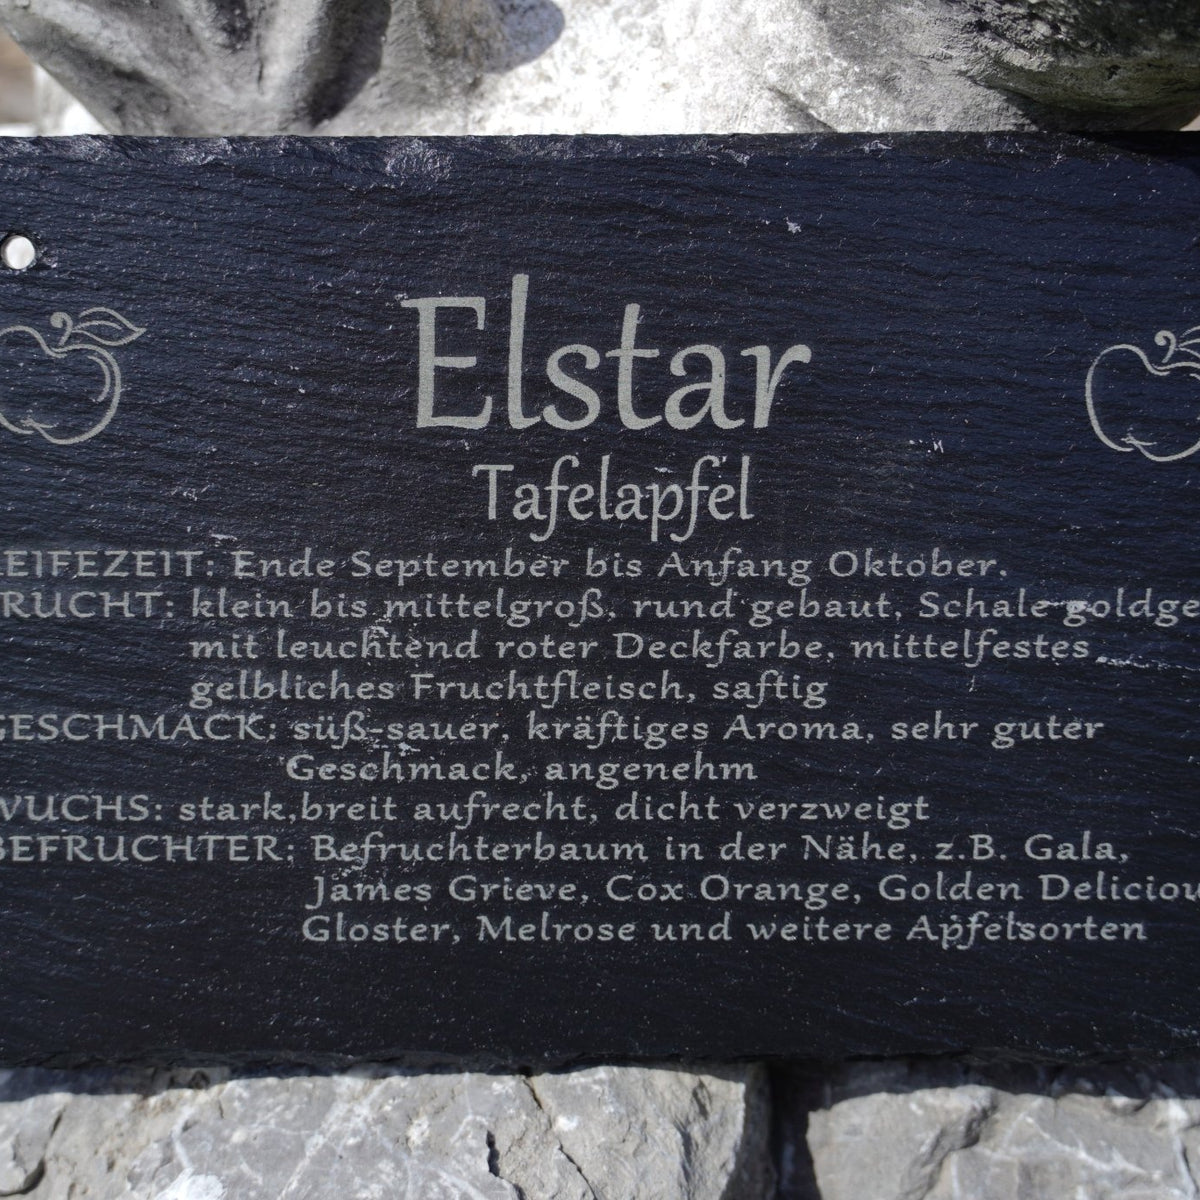 Elstar
Tafelapfel
EIFEZEIT: Ende September bis Anfang Oktober.
RUCHT: klein bis mittelgroß, rund gebaut, Schale goldge
mit leuchtend roter Deckfarbe, mittelfestes
gelbliches Fruchtfleisch, saftig
GESCHMACK: süß-sauer, kräftiges Aroma, sehr guter
Geschmack, angenehm
WUCHS: stark,breit aufrecht, dicht verzweigt
BEFRUCHTER: Befruchterbaum in der Nähe, z.B. Gala,
James Grieve, Cox Orange, Golden Deliciou
Gloster, Melrose und weitere Apfelsorten